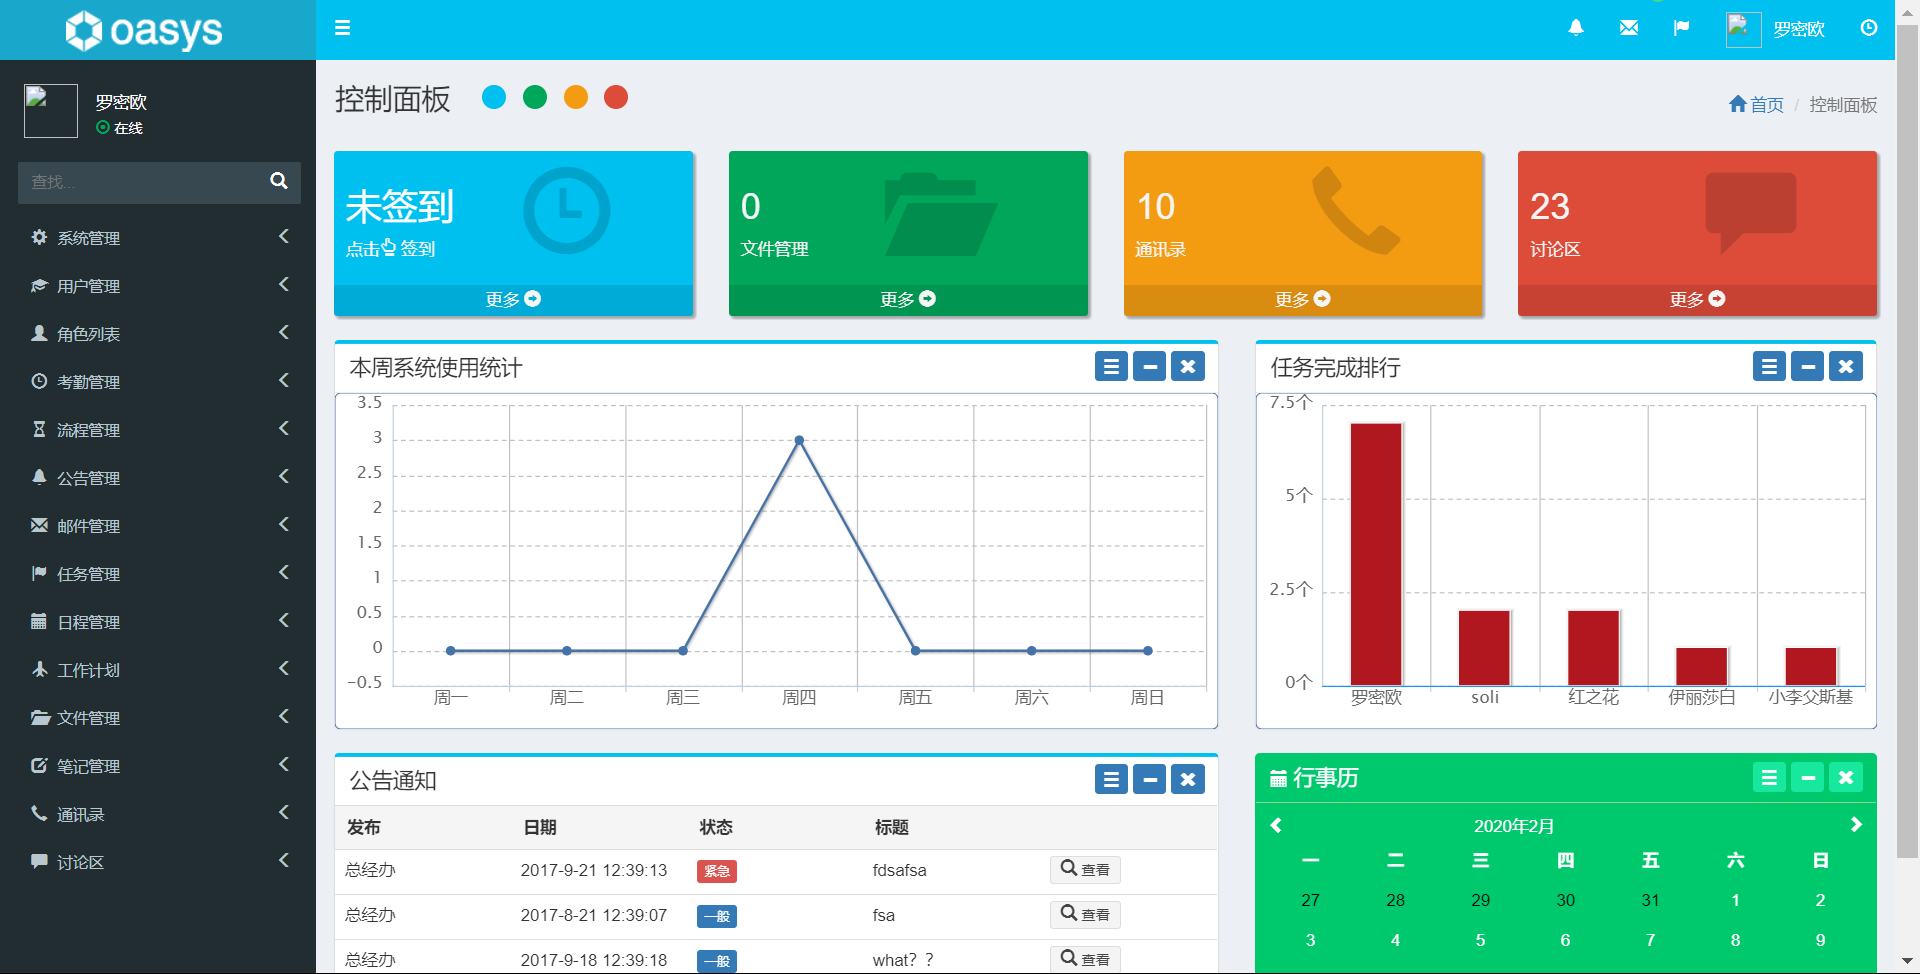 oasys
罗密欧
罗密欧
在线
查找...
系统管理
用户管理
角色列表
考勤管理
流程管理
公告管理
邮件管理
任务管理
日程管理
工作计划
文件管理
笔记管理
通讯录
讨论区
控制面板
首页 / 控制面板
未签到
点击 签到
更多
0
文件管理
更多
10
通讯录
更多
23
讨论区
更多
本周系统使用统计
3.5
3
2.5
2
1.5
1
0.5
0
-0.5
周一 周二 周三 周四 周五 周六 周日
任务完成排行
7.5个
5个
2.5个
0个
罗密欧 soli 红之花 伊丽莎白 小李父斯基
公告通知
发布 日期 状态 标题
总经办 2017-9-21 12:39:13 紧急 fdsafsa 查看
总经办 2017-8-21 12:39:07 一般 fsa 查看
总经办 2017-9-18 12:39:18 一般 what？？ 查看
行事历
2020年2月
一 二 三 四 五 六 日
27 28 29 30 31 1 2
3 4 5 6 7 8 9